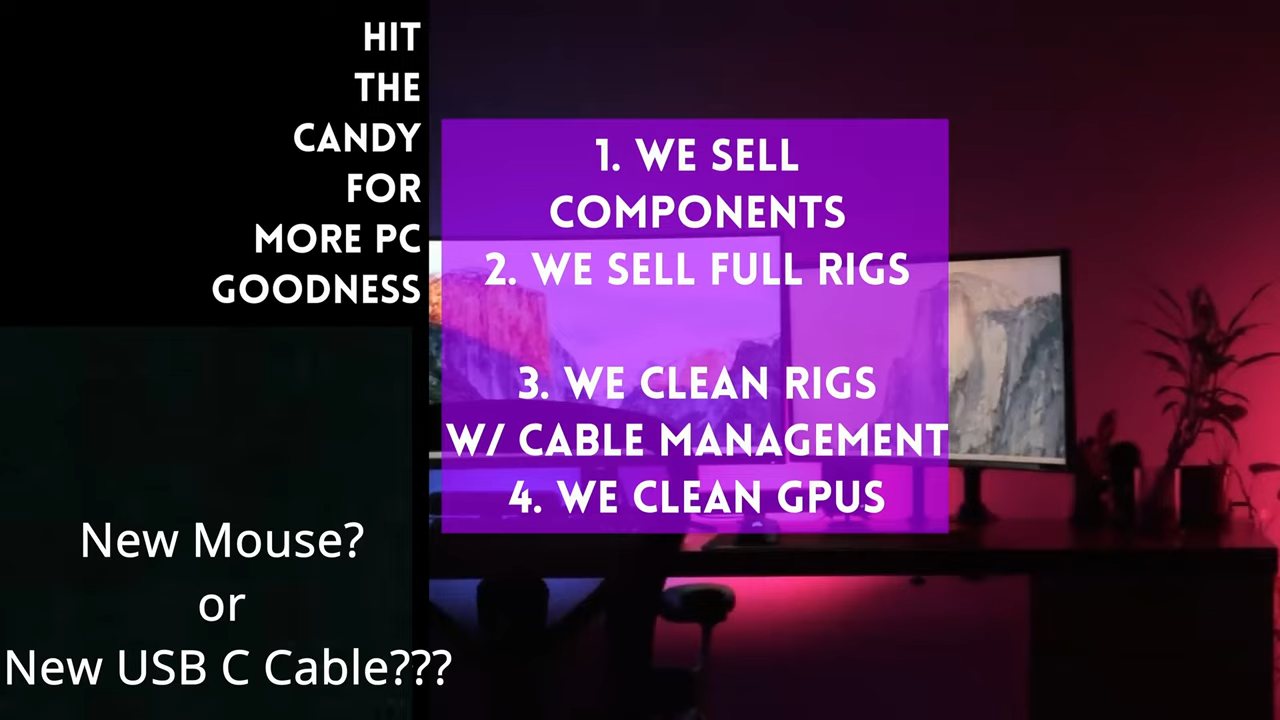 HIT
THE
CANDY
FOR
MORE PC
GOODNESS
1. WE SELL
COMPONENTS
2. WE SELL FULL RIGS
3. WE CLEAN RIGS
W/ CABLE MANAGEMENT
4. WE CLEAN GPUS
New Mouse?
or
New USB C Cable???